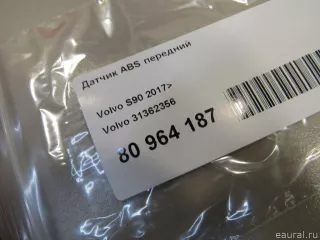 Датчик ABS передний
Volvo S90 2017>
Volvo 31362356
80 964 187
eaural.ru